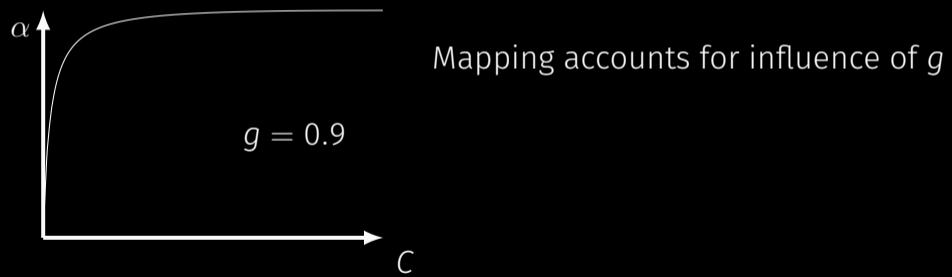 α
Mapping accounts for influence of g
g = 0.9
C